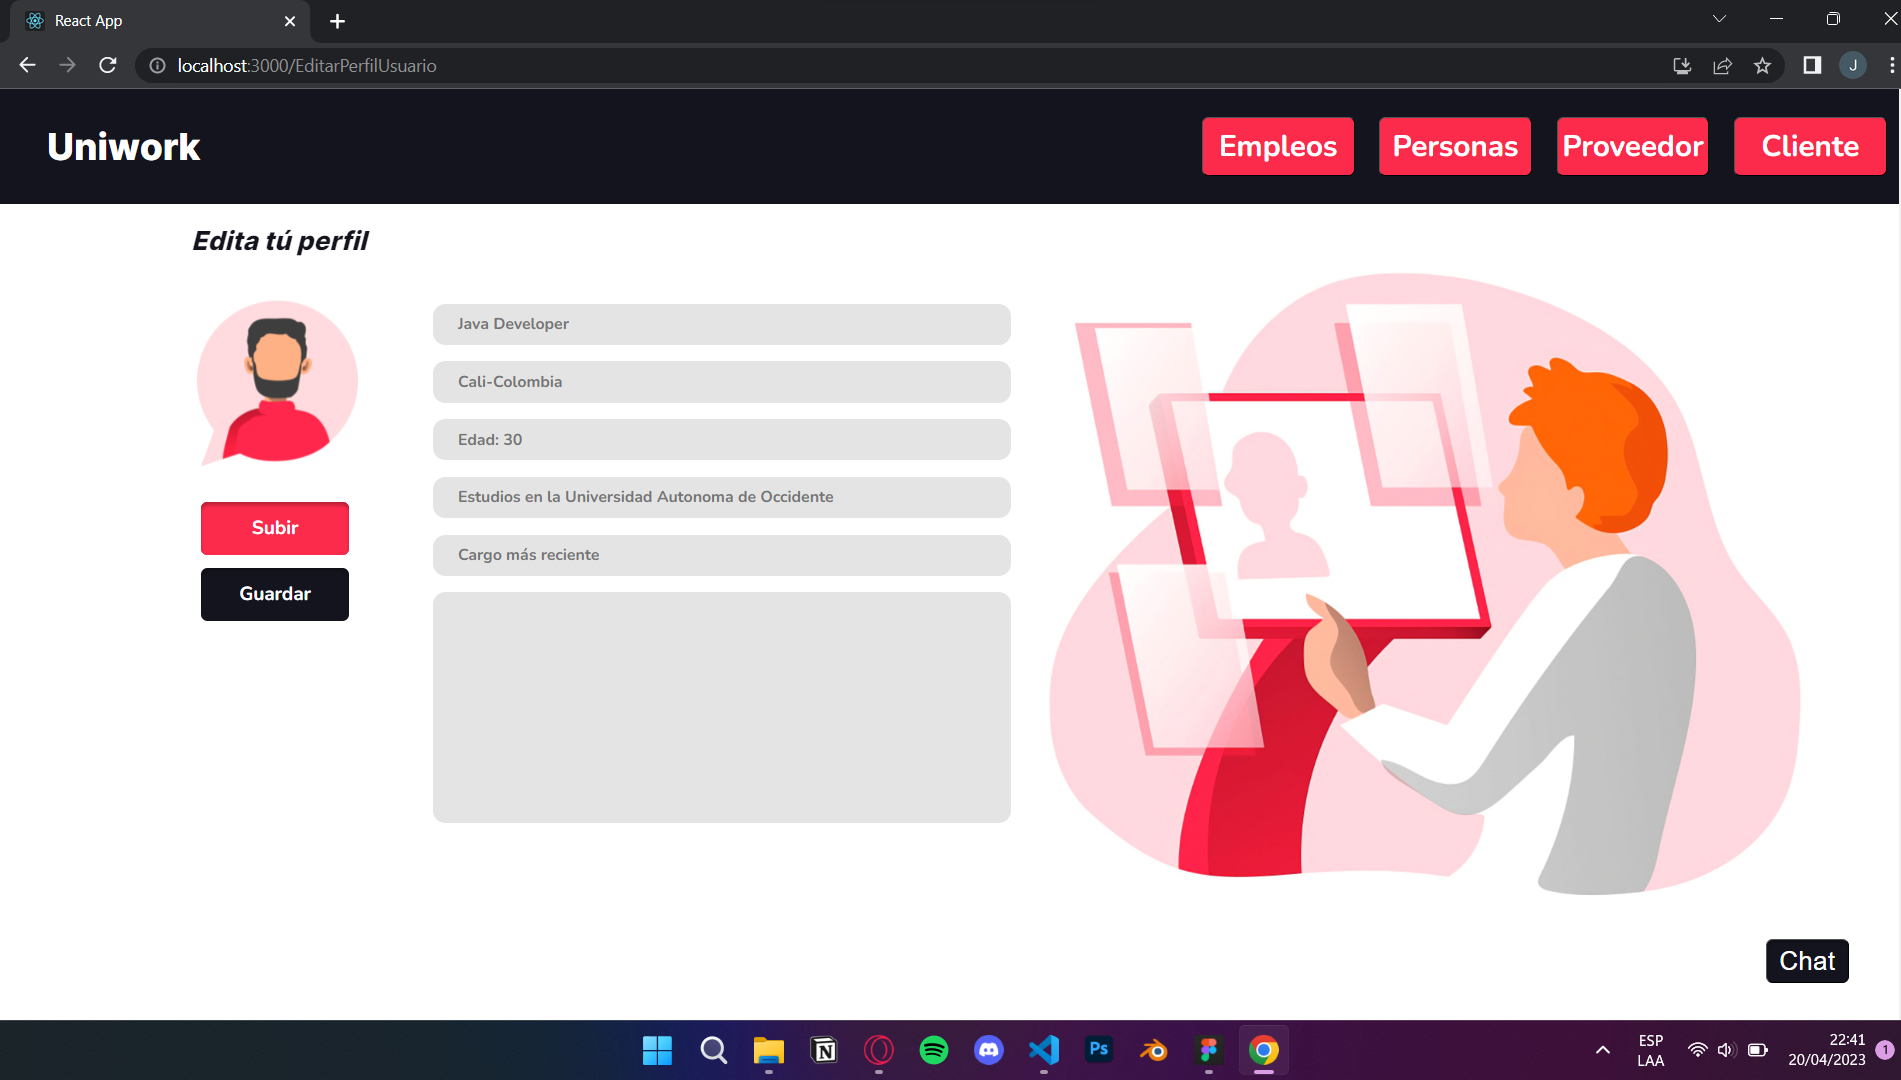 React App
localhost:3000/EditarPerfilUsuario
J
Uniwork
Empleos
Personas
Proveedor
Cliente
Edita tú perfil
Java Developer
Cali-Colombia
Edad: 30
Estudios en la Universidad Autonoma de Occidente
Cargo más reciente
Subir
Guardar
Chat
N
Ps
ESP
LAA
22:41
20/04/2023
1